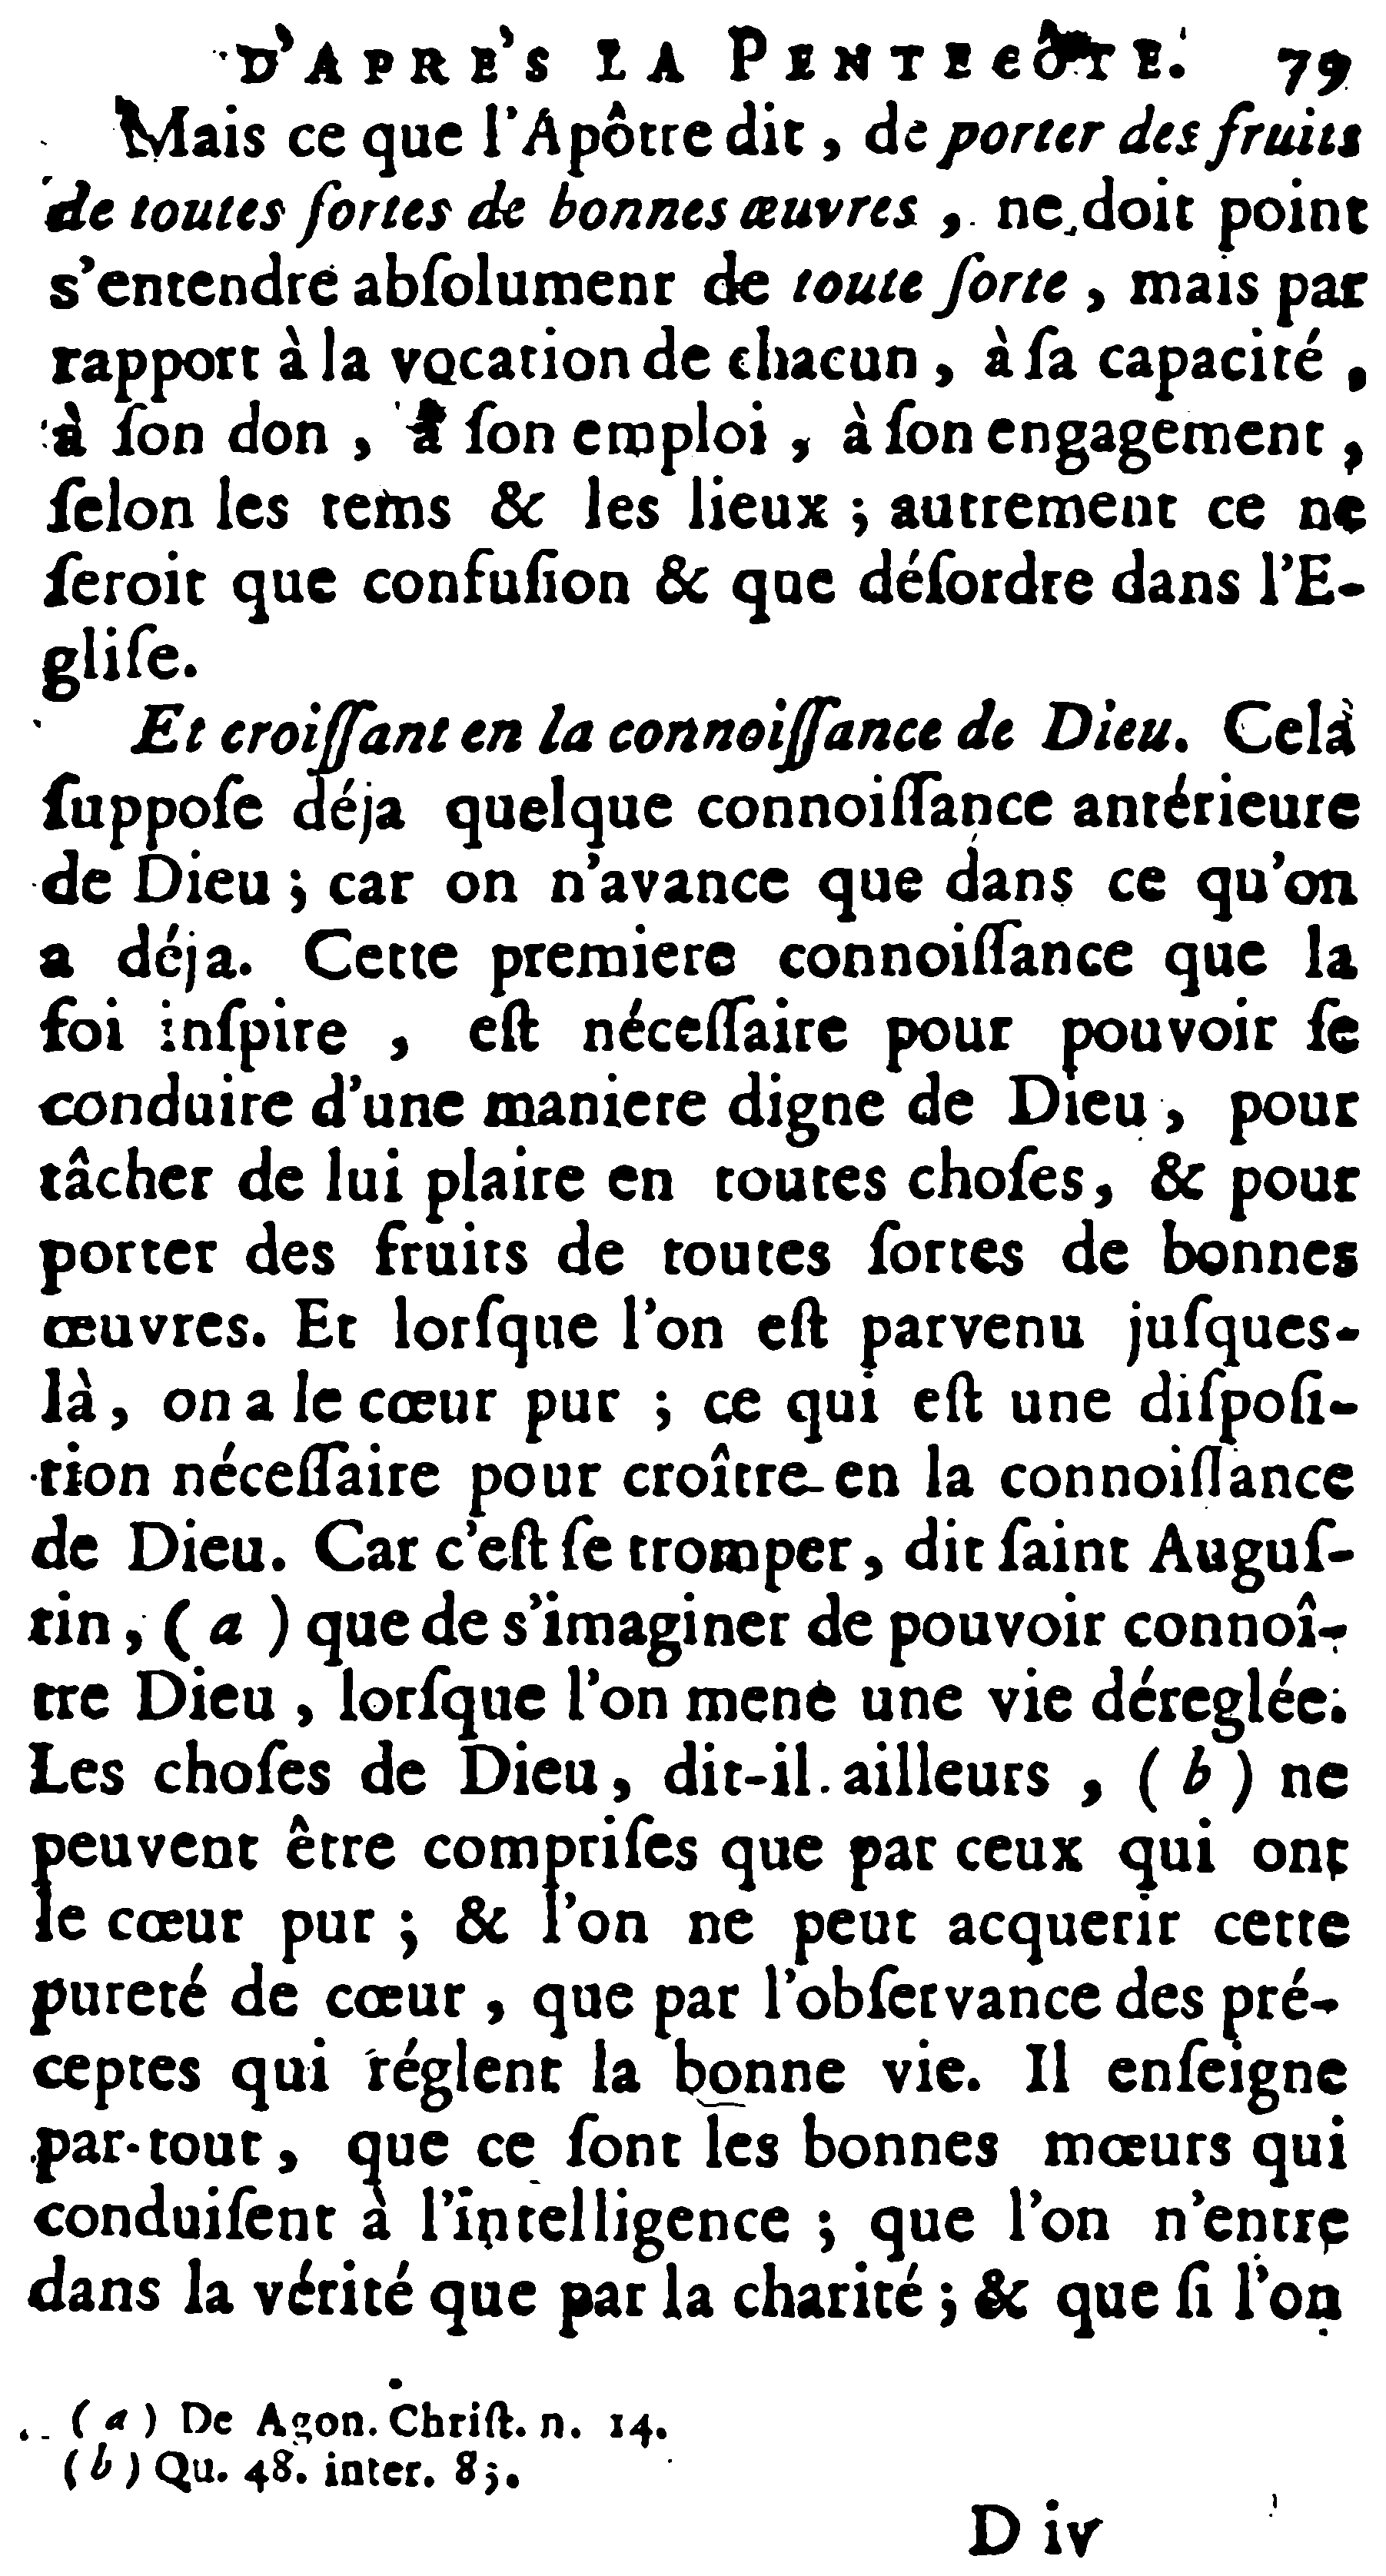 D'APRE'S LA PENTECÔTE. 79
Mais ce que l'Apôtre dit , de porter des fruits
de toutes ſortes de bonnes œuvres , ne doit point
s'entendre abſolument de toute ſorte , mais par
rapport à la vocation de chacun , à ſa capacité ,
à ſon don , à ſon emploi , à ſon engagement ,
ſelon les tems & les lieux ; autrement ce ne
ſeroit que confuſion & que déſordre dans l'E-
gliſe.
Et croiſſant en la connoiſſance de Dieu. Celà
ſuppoſe déja quelque connoiſſance antérieure
de Dieu ; car on n'avance que dans ce qu'on
a déja. Cette premiere connoiſſance que la
foi inſpire , eſt néceſſaire pour pouvoir ſe
conduire d'une maniere digne de Dieu , pour
tâcher de lui plaire en toutes choſes, & pour
porter des fruits de toutes ſortes de bonnes
œuvres. Et lorſque l'on eſt parvenu juſques-
là, on a le cœur pur ; ce qui eſt une diſpoſi-
tion néceſſaire pour croître en la connoiſſance
de Dieu. Car c'eſt ſe tromper, dit ſaint Auguſ-
tin, ( a ) que de s'imaginer de pouvoir connoî-
tre Dieu , lorſque l'on mene une vie déreglée.
Les choſes de Dieu, dit-il ailleurs , ( b ) ne
peuvent être compriſes que par ceux qui ont
le cœur pur ; & l'on ne peut acquerir cette
pureté de cœur , que par l'obſervance des pré-
ceptes qui réglent la bonne vie. Il enſeigne
par-tout, que ce ſont les bonnes mœurs qui
conduiſent à l'intelligence ; que l'on n'entre
dans la vérité que par la charité ; & que ſi l'on
( a ) De Agon. Chriſt. n. 14.
( b ) Qu. 48. inter. 83.
D iv